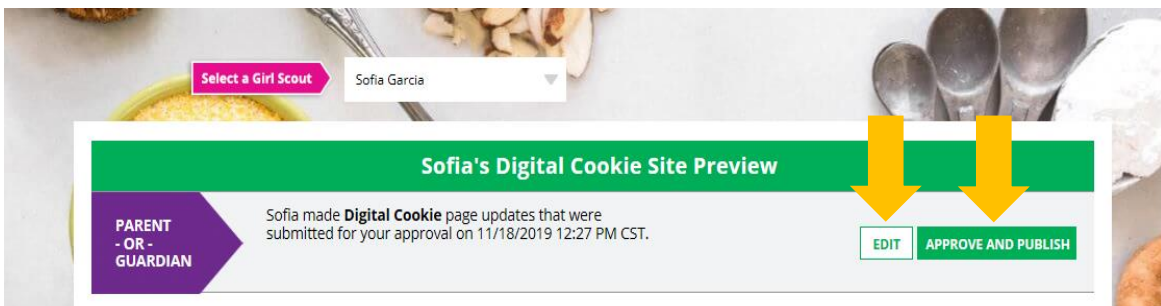 Select a Girl Scout
Sofia Garcia
Sofia's Digital Cookie Site Preview
PARENT
- OR -
GUARDIAN
Sofia made Digital Cookie page updates that were
submitted for your approval on 11/18/2019 12:27 PM CST.
EDIT
APPROVE AND PUBLISH